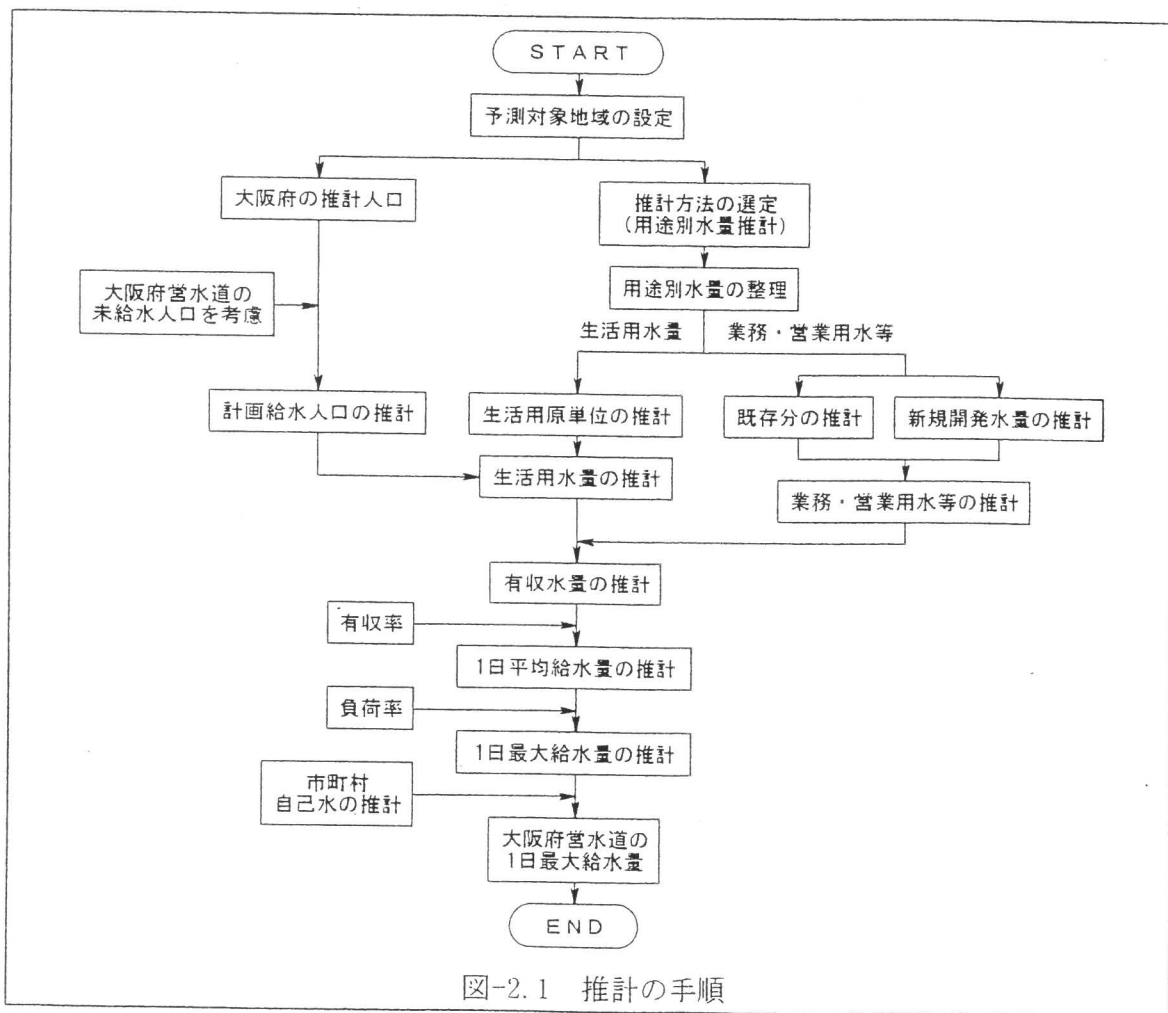 START
予測対象地域の設定
大阪府の推計人口
推計方法の選定
(用途別水量推計)
大阪府営水道の
未給水人口を考慮
用途別水量の整理
生活用水量
業務・営業用水等
計画給水人口の推計
生活用原単位の推計
既存分の推計
新規開発水量の推計
生活用水量の推計
業務・営業用水等の推計
有収水量の推計
有収率
1日平均給水量の推計
負荷率
1日最大給水量の推計
市町村
自己水の推計
大阪府営水道の
1日最大給水量
END
図-2.1 推計の手順